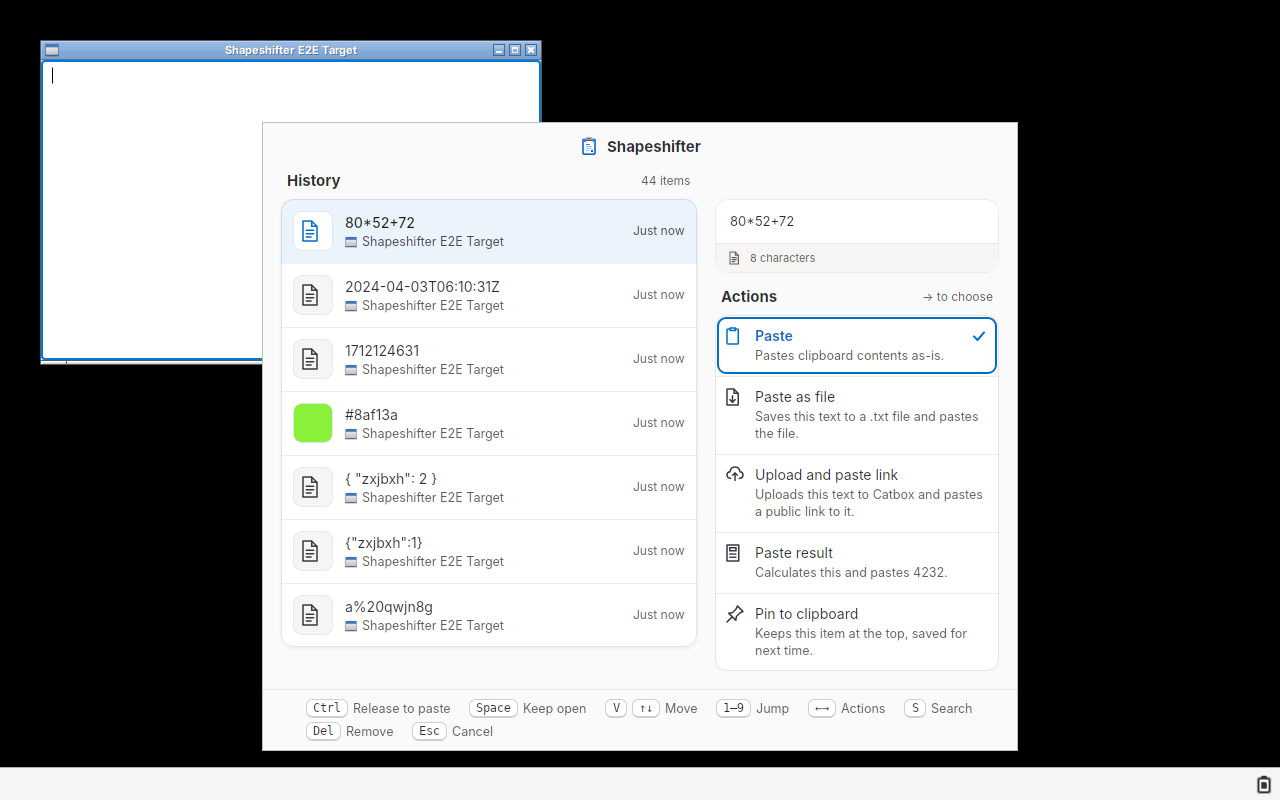 Shapeshifter E2E Target
Shapeshifter
History
44 items
80*52+72
Shapeshifter E2E Target
Just now
2024-04-03T06:10:31Z
Shapeshifter E2E Target
Just now
1712124631
Shapeshifter E2E Target
Just now
#8af13a
Shapeshifter E2E Target
Just now
{ "zxjbxh": 2 }
Shapeshifter E2E Target
Just now
{"zxjbxh":1}
Shapeshifter E2E Target
Just now
a%20qwjn8g
Shapeshifter E2E Target
Just now
80*52+72
8 characters
Actions
→ to choose
Paste
Pastes clipboard contents as-is.
Paste as file
Saves this text to a .txt file and pastes
the file.
Upload and paste link
Uploads this text to Catbox and pastes
a public link to it.
Paste result
Calculates this and pastes 4232.
Pin to clipboard
Keeps this item at the top, saved for
next time.
Ctrl Release to paste Space Keep open V ↑↓ Move 1–9 Jump ←→ Actions S Search
Del Remove Esc Cancel